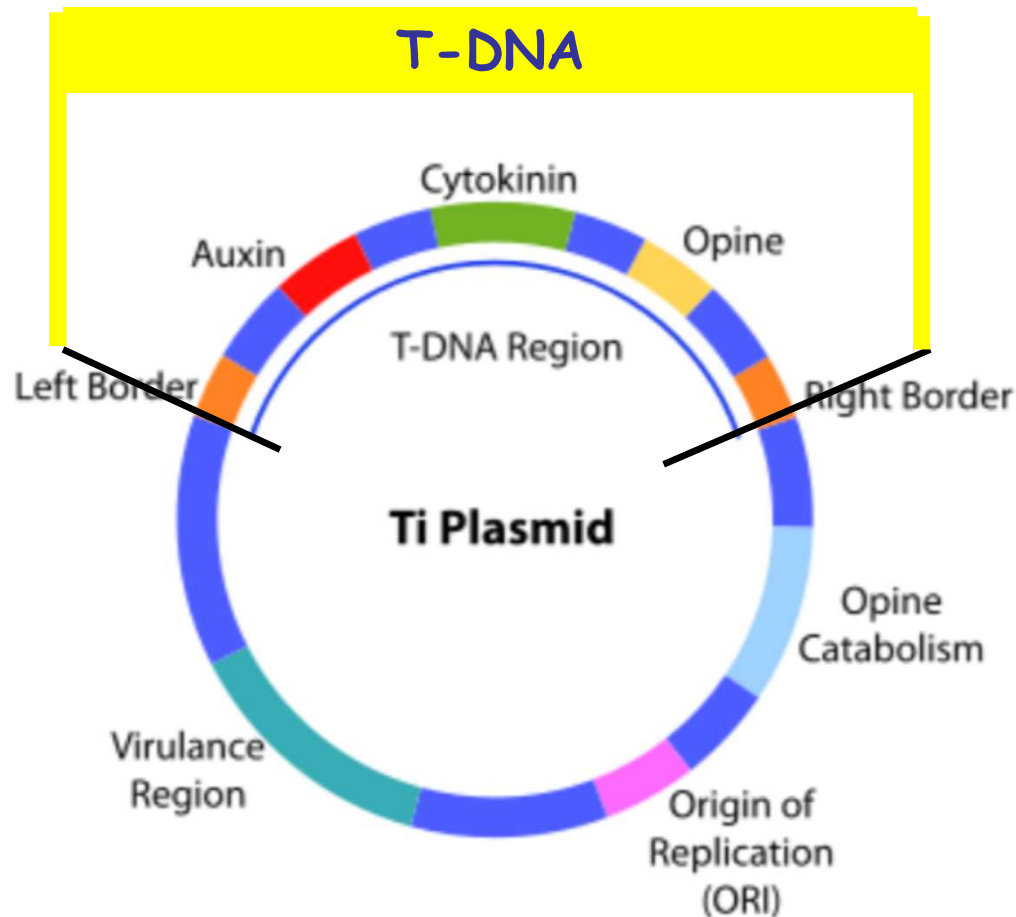 T-DNA
Cytokinin
Auxin
Opine
T-DNA Region
Left Border
Right Border
Ti Plasmid
Opine
Catabolism
Virulance
Region
Origin of
Replication
(ORI)